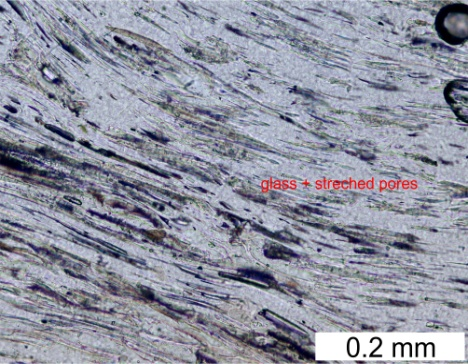 glass + streched pores
0.2 mm